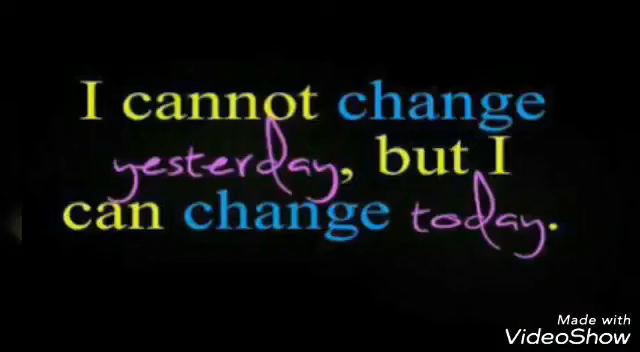 I cannot change
yesterday, but I
can change today.
Made with
VideoShow